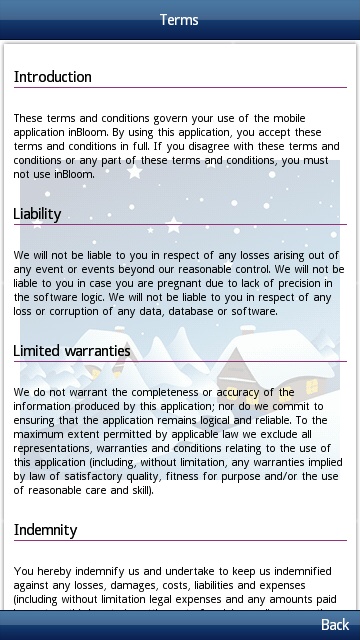 Terms
Introduction
These terms and conditions govern your use of the mobile
application inBloom. By using this application, you accept these
terms and conditions in full. If you disagree with these terms and
conditions or any part of these terms and conditions, you must
not use inBloom.
Liability
We will not be liable to you in respect of any losses arising out of
any event or events beyond our reasonable control. We will not be
liable to you in case you are pregnant due to lack of precision in
the software logic. We will not be liable to you in respect of any
loss or corruption of any data, database or software.
Limited warranties
We do not warrant the completeness or accuracy of the
information produced by this application; nor do we commit to
ensuring that the application remains logical and reliable. To the
maximum extent permitted by applicable law we exclude all
representations, warranties and conditions relating to the use of
this application (including, without limitation, any warranties implied
by law of satisfactory quality, fitness for purpose and/or the use
of reasonable care and skill).
Indemnity
You hereby indemnify us and undertake to keep us indemnified
against any losses, damages, costs, liabilities and expenses
(including without limitation legal expenses and any amounts paid
Back